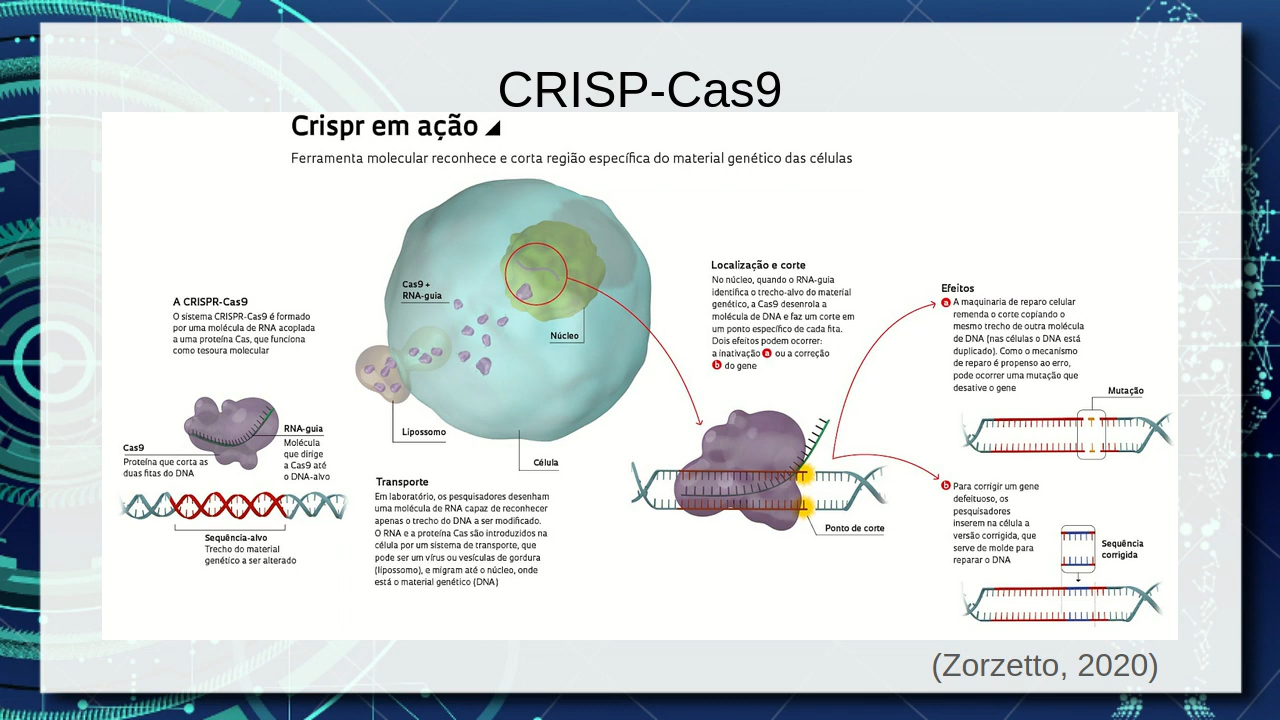 CRISP-Cas9
Crispr em ação
Ferramenta molecular reconhece e corta região específica do material genético das células
A CRISPR-Cas9
O sistema CRISPR-Cas9 é formado
por uma molécula de RNA acoplada
a uma proteína Cas, que funciona
como tesoura molecular
Cas9
Proteína que corta as
duas fitas do DNA
RNA-guia
Molécula
que dirige
a Cas9 até
o DNA-alvo
Sequência-alvo
Trecho do material
genético a ser alterado
Cas9 +
RNA-guia
Núcleo
Lipossomo
Célula
Transporte
Em laboratório, os pesquisadores desenham
uma molécula de RNA capaz de reconhecer
apenas o trecho do DNA a ser modificado.
O RNA e a proteína Cas são introduzidos na
célula por um sistema de transporte, que
pode ser um vírus ou vesículas de gordura
(lipossomo), e migram até o núcleo, onde
está o material genético (DNA)
Localização e corte
No núcleo, quando o RNA-guia
identifica o trecho-alvo do material
genético, a Cas9 desenrola a
molécula de DNA e faz um corte em
um ponto específico de cada fita.
Dois efeitos podem ocorrer:
a inativação a ou a correção
b do gene
Ponto de corte
Efeitos
a A maquinaria de reparo celular
remenda o corte copiando o
mesmo trecho de outra molécula
de DNA (nas células o DNA está
duplicado). Como o mecanismo
de reparo é propenso ao erro,
pode ocorrer uma mutação que
desative o gene
Mutação
b Para corrigir um gene
defeituoso, os
pesquisadores
inserem na célula a
versão corrigida, que
serve de molde para
reparar o DNA
Sequência
corrigida
(Zorzetto, 2020)